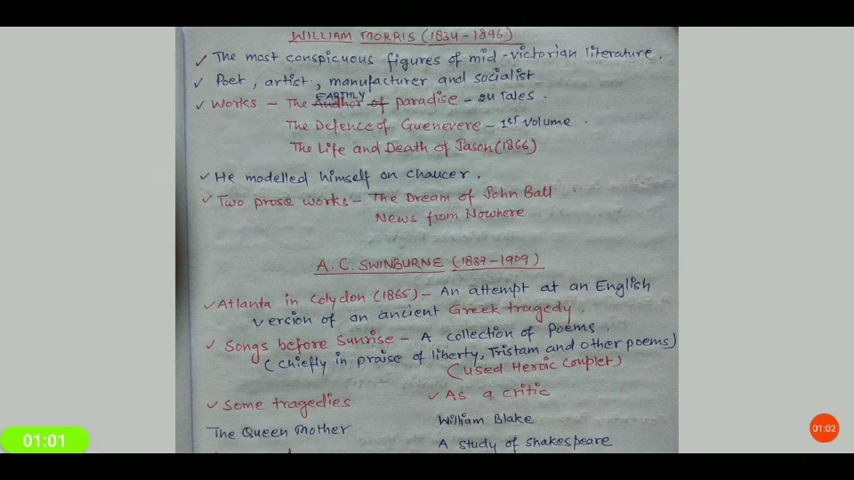 WILLIAM MORRIS (1834-1896)
✓ The most conspicuous figures of mid-victorian literature.
✓ Poet, artist, manufacturer and socialist
EARTHLY
✓ Works - The Author of paradise - 24 Tales.
The Defence of Guenevere - 1st volume.
The Life and Death of Jason (1866)
✓ He modelled himself on chaucer.
✓ Two prose works - The Dream of John Ball
News from Nowhere
A.C. SWINBURNE (1837-1909)
✓ Atlanta in Colydon (1865) - An attempt at an English
version of an ancient Greek tragedy.
✓ Songs before Sunrise - A collection of Poems.
(chiefly in praise of liberty, Tristam and other poems)
(used Heroic couplet)
✓ Some tragedies
✓ As a critic
The Queen Mother
William Blake
A study of shakespeare
01:01
01:02